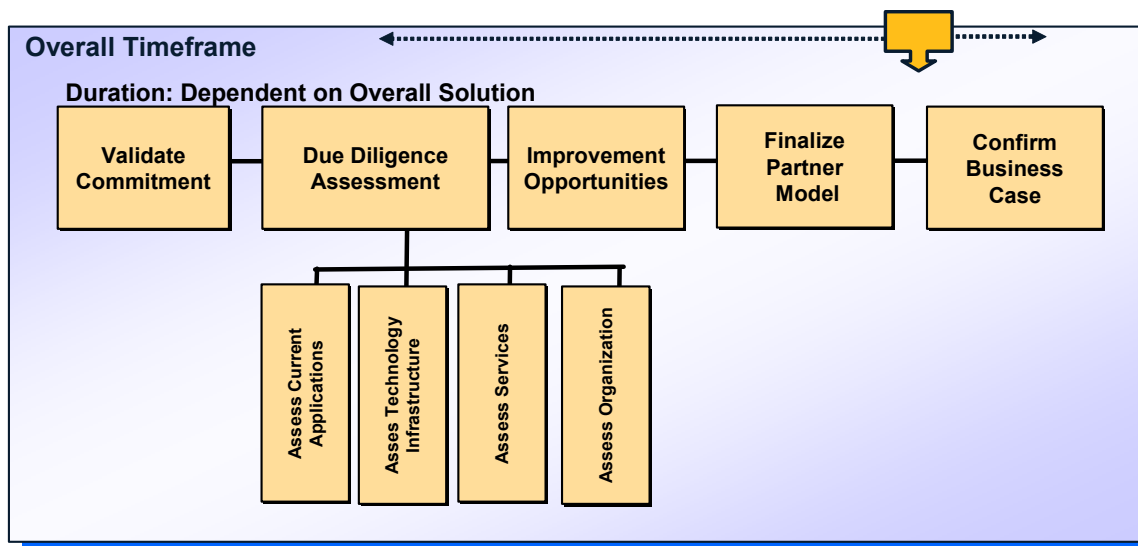 Overall Timeframe
Duration: Dependent on Overall Solution
Validate
Commitment
Due Diligence
Assessment
Improvement
Opportunities
Finalize
Partner
Model
Confirm
Business
Case
Assess Current
Applications
Asses Technology
Infrastructure
Assess Services
Assess Organization